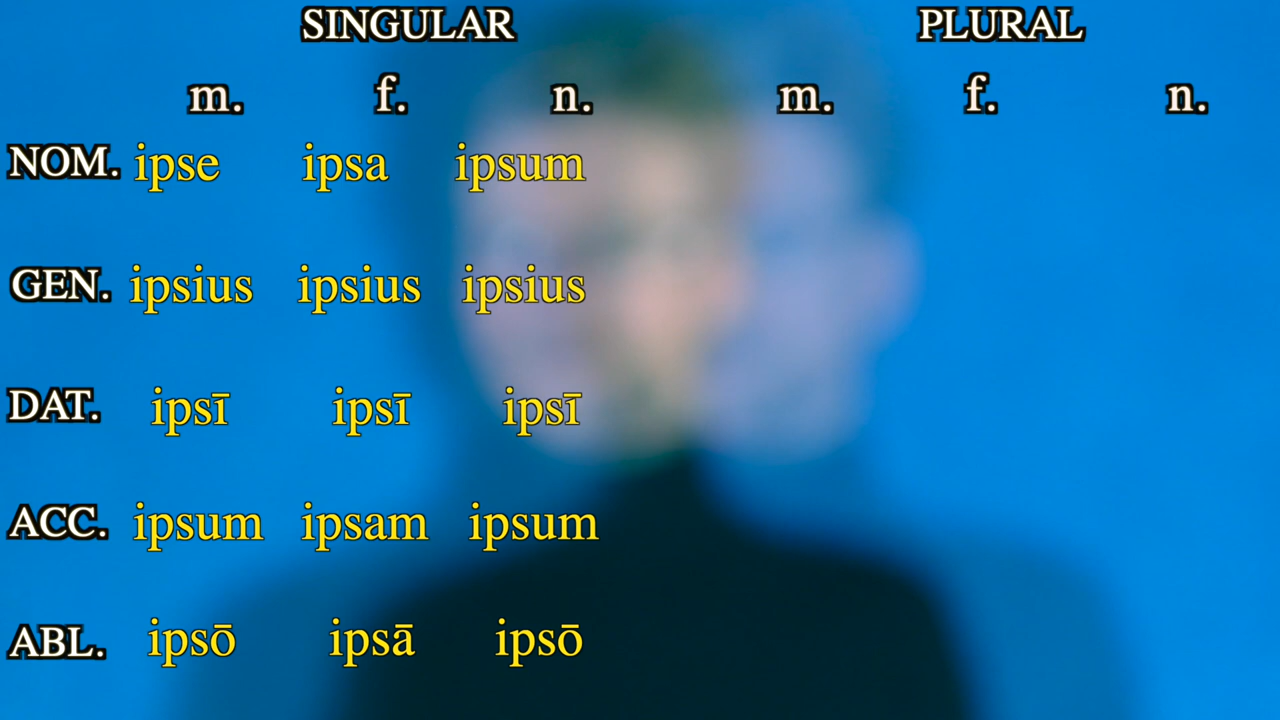 SINGULAR PLURAL
m. f. n. m. f. n.
NOM. ipse ipsa ipsum
GEN. ipsius ipsius ipsius
DAT. ipsī ipsī ipsī
ACC. ipsum ipsam ipsum
ABL. ipsō ipsā ipsō